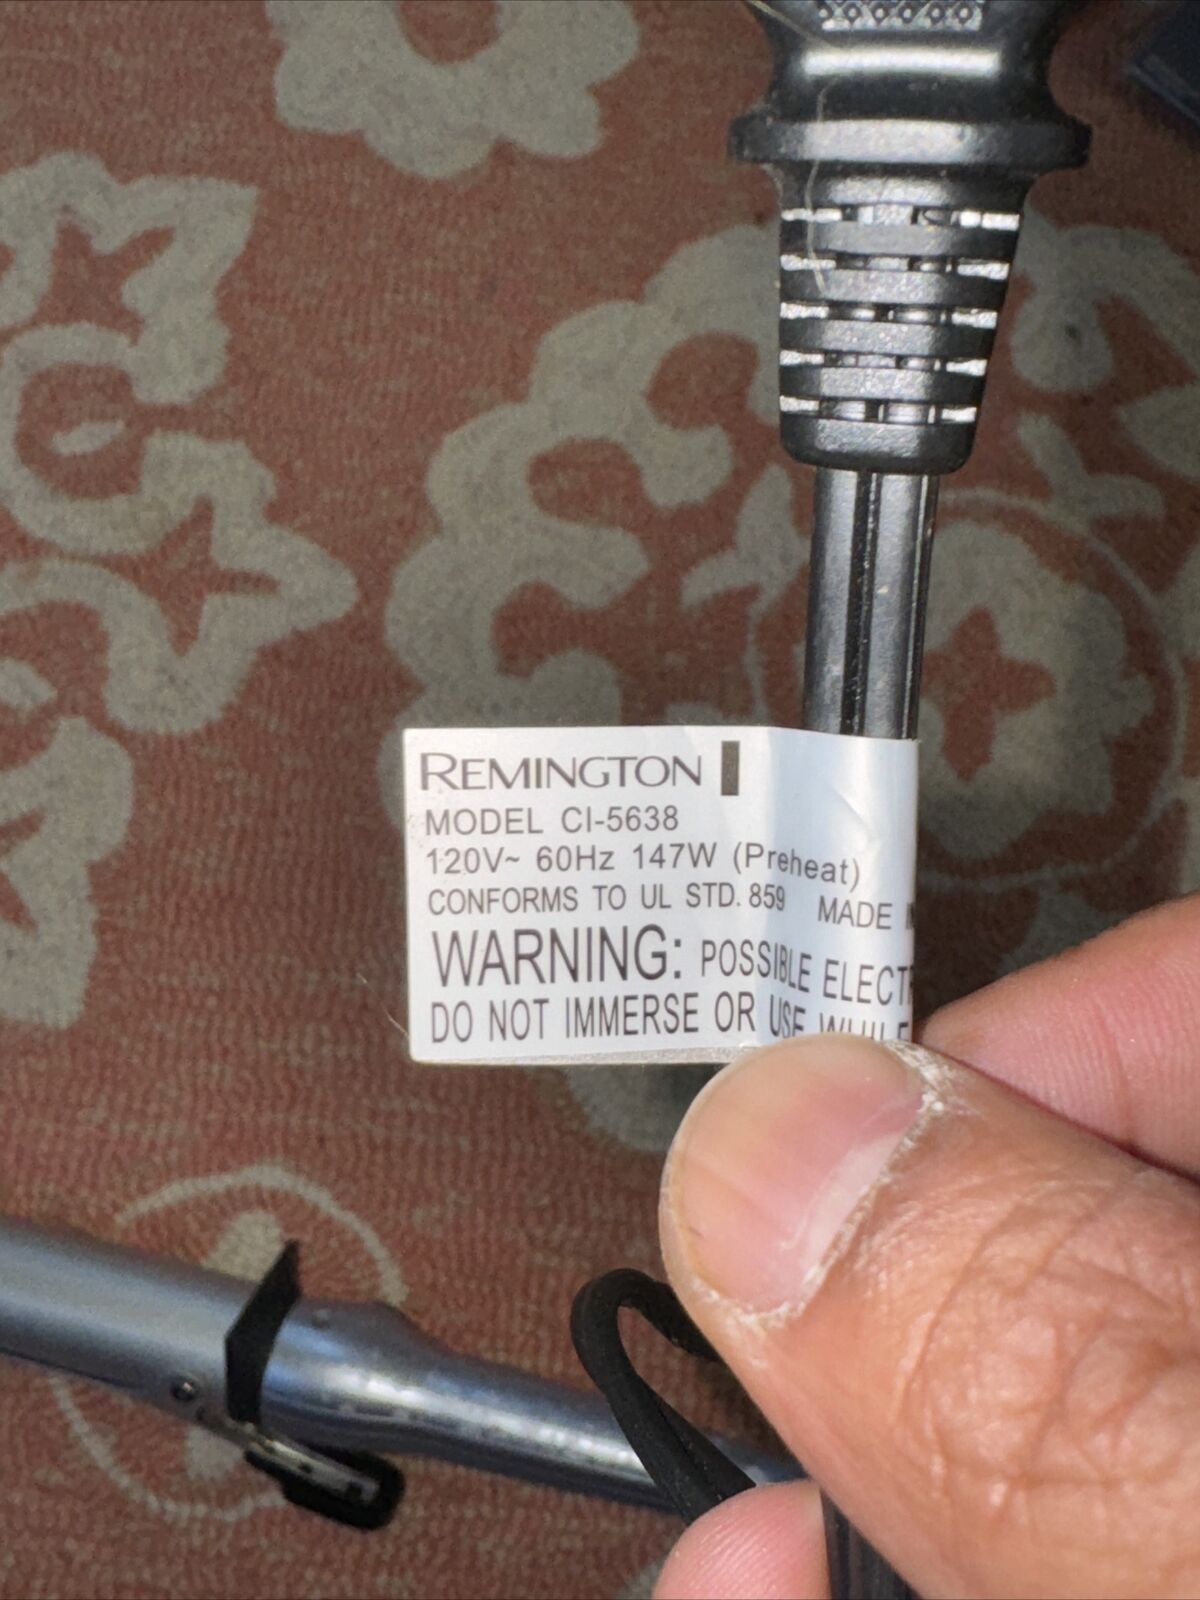 REMINGTON
MODEL CI-5638
120V~ 60Hz 147W (Preheat)
CONFORMS TO UL STD. 859 MADE
WARNING: POSSIBLE
DO NOT IMMERSE OR USE